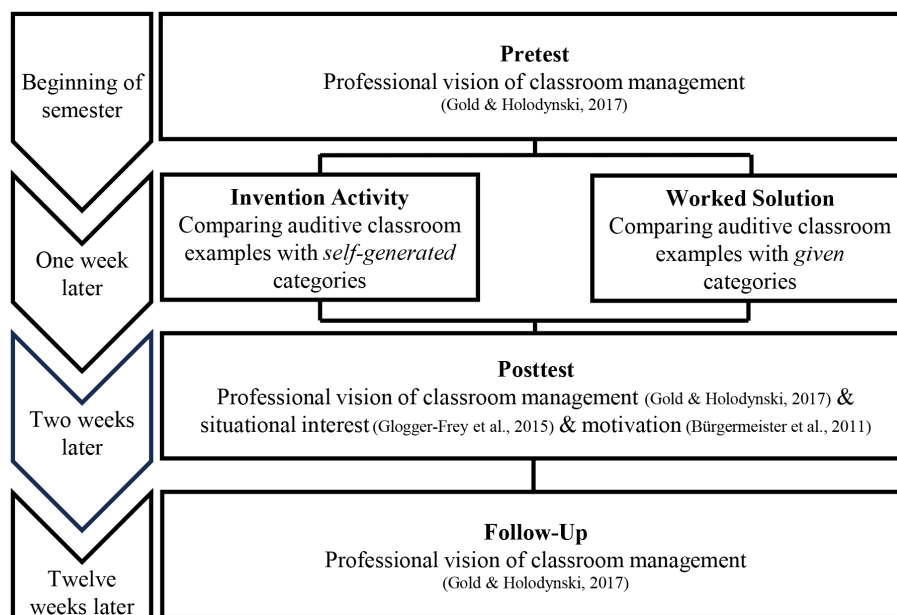 Beginning of
semester
Pretest
Professional vision of classroom management
(Gold & Holodynski, 2017)
One week
later
Invention Activity
Comparing auditive classroom
examples with self-generated
categories
Worked Solution
Comparing auditive classroom
examples with given
categories
Two weeks
later
Posttest
Professional vision of classroom management (Gold & Holodynski, 2017) &
situational interest (Glogger-Frey et al., 2015) & motivation (Bürgermeister et al., 2011)
Twelve
weeks later
Follow-Up
Professional vision of classroom management
(Gold & Holodynski, 2017)